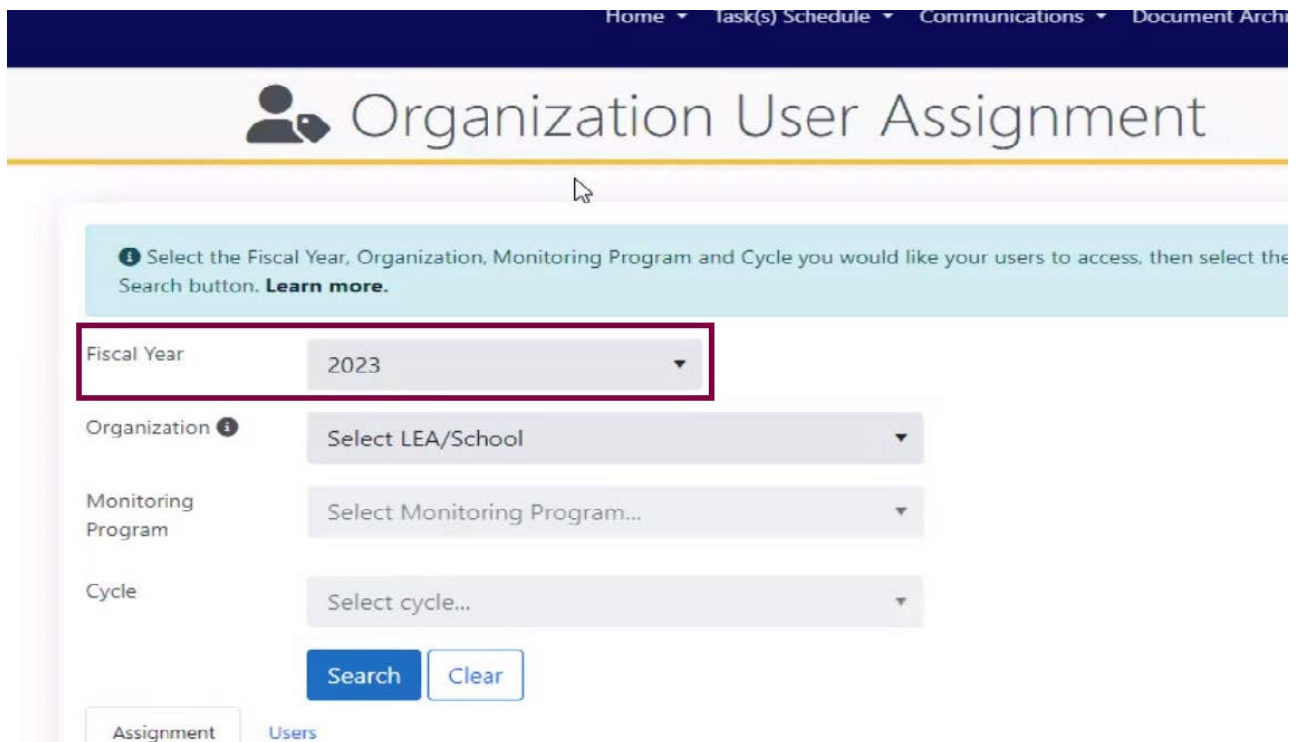 Home Task(s) Schedule Communications Document
Organization User Assignment
Select the Fiscal Year, Organization, Monitoring Program and Cycle you would like your users to access, then select the
Search button. Learn more.
Fiscal Year 2023
Organization Select LEA/School
Monitoring
Program Select Monitoring Program...
Cycle Select cycle...
Search Clear
Assignment Users